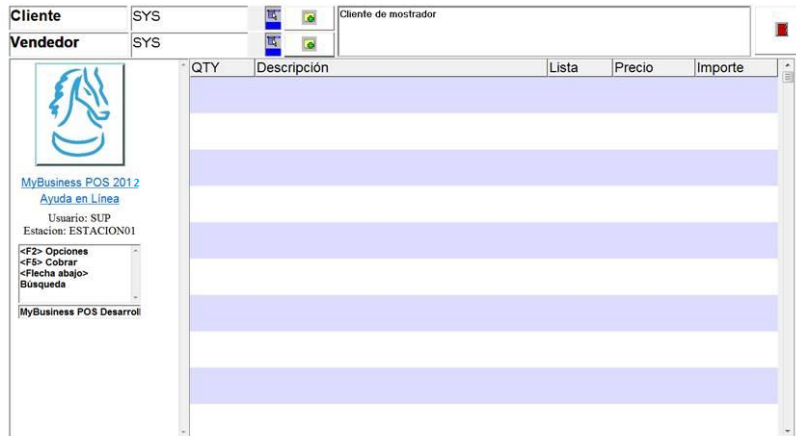 Cliente SYS Cliente de mostrador
Vendedor SYS
QTY Descripción Lista Precio Importe
MyBusiness POS 2012
Ayuda en Línea
Usuario: SUP
Estacion: ESTACION01
<F2> Opciones
<F5> Cobrar
<Flecha abajo>
Búsqueda
MyBusiness POS Desarroll